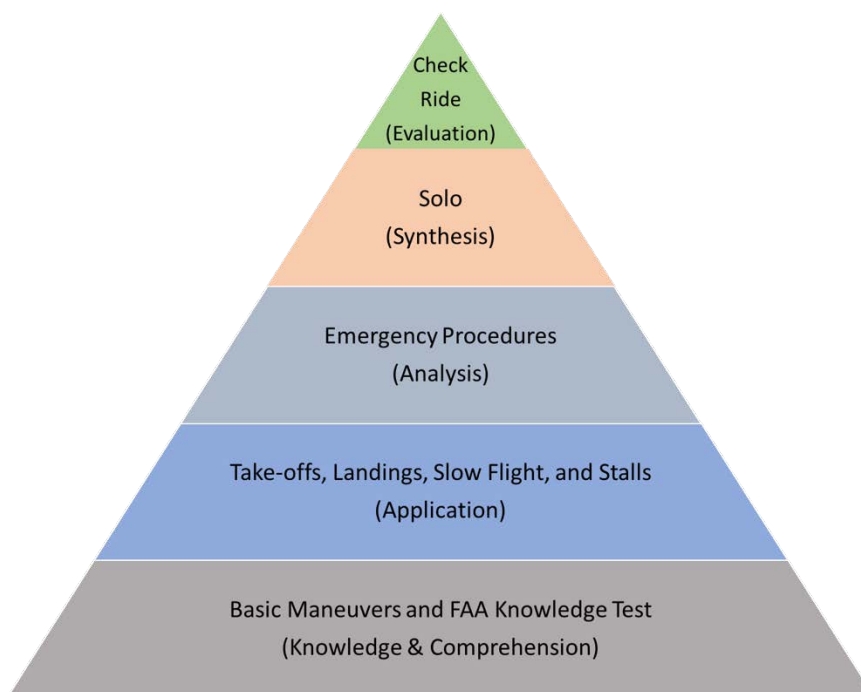 Check
Ride
(Evaluation)
Solo
(Synthesis)
Emergency Procedures
(Analysis)
Take-offs, Landings, Slow Flight, and Stalls
(Application)
Basic Maneuvers and FAA Knowledge Test
(Knowledge & Comprehension)